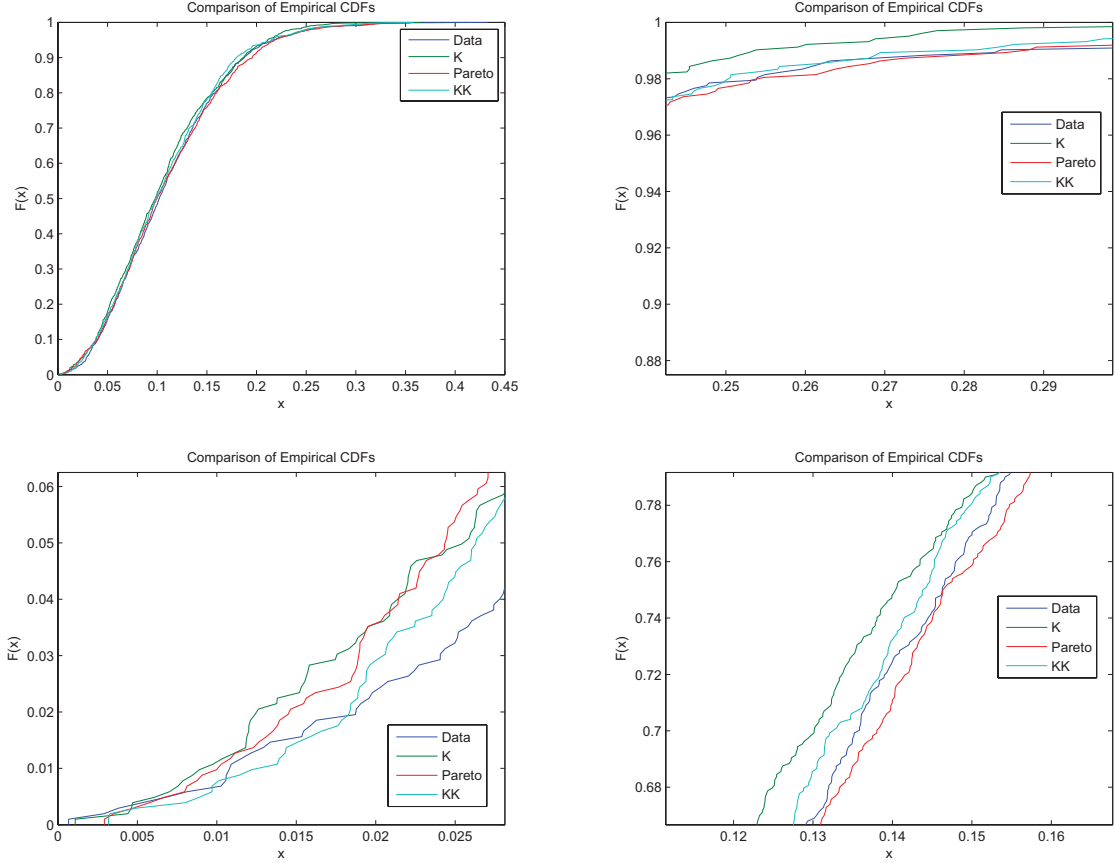 Comparison of Empirical CDFs
1
0.9
0.8
0.7
0.6
0.5
0.4
0.3
0.2
0.1
0
F(x)
Data
K
Pareto
KK
0 0.05 0.1 0.15 0.2 0.25 0.3 0.35 0.4 0.45
x
Comparison of Empirical CDFs
1
0.98
0.96
0.94
0.92
0.9
0.88
F(x)
Data
K
Pareto
KK
0.25 0.26 0.27 0.28 0.29
x
Comparison of Empirical CDFs
0.06
0.05
0.04
0.03
0.02
0.01
0
F(x)
Data
K
Pareto
KK
0 0.005 0.01 0.015 0.02 0.025
x
Comparison of Empirical CDFs
0.78
0.76
0.74
0.72
0.7
0.68
F(x)
Data
K
Pareto
KK
0.12 0.13 0.14 0.15 0.16
x